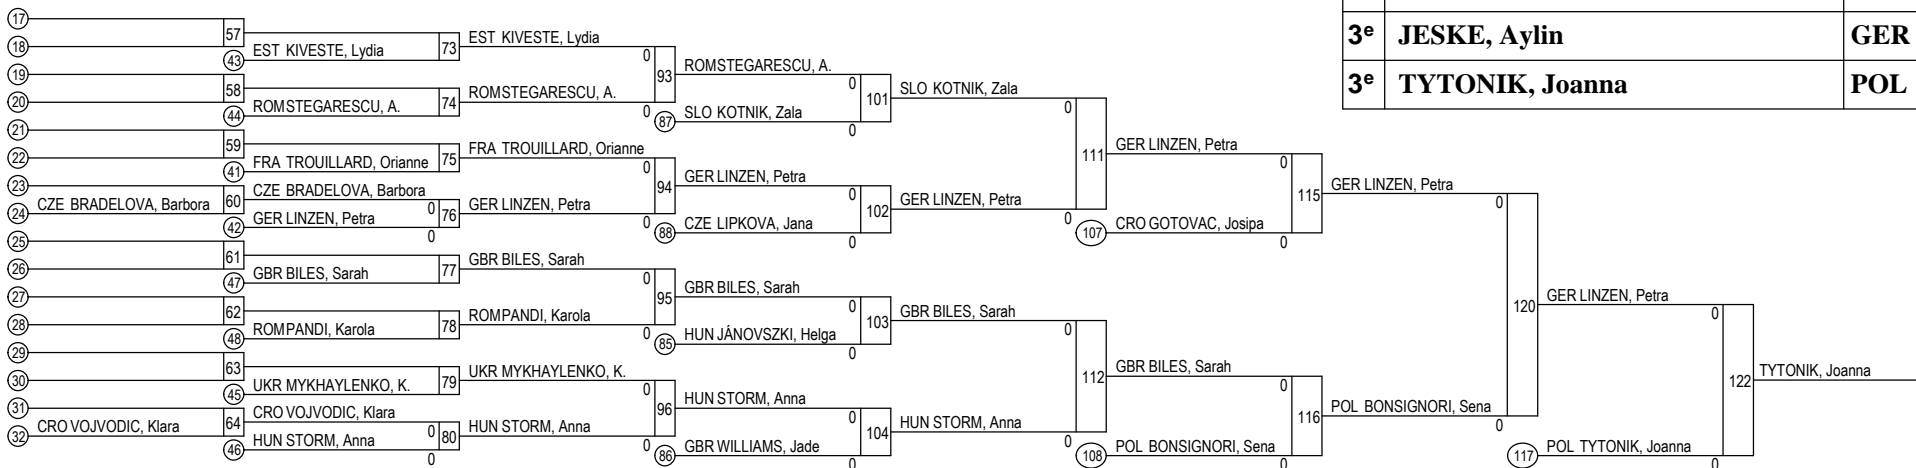 17
18
19
20
21
22
23
24 CZE BRADELOVA, Barbora
25
26
27
28
29
30
31
32 CRO VOJVODIC, Klara
57
43 EST KIVESTE, Lydia
58
44 ROMSTEGARESCU, A.
59
41 FRA TROUILLARD, Orianne
60 CZE BRADELOVA, Barbora 0
42 GER LINZEN, Petra 0
61
47 GBR BILES, Sarah
62
48 ROMPANDI, Karola
63
45 UKR MYKHAYLENKO, K.
64 CRO VOJVODIC, Klara 0
46 HUN STORM, Anna 0
73 EST KIVESTE, Lydia 0
74 ROMSTEGARESCU, A. 0
75 FRA TROUILLARD, Orianne 0
76 GER LINZEN, Petra 0
77 GBR BILES, Sarah 0
78 ROMPANDI, Karola 0
79 UKR MYKHAYLENKO, K. 0
80 HUN STORM, Anna 0
93 ROMSTEGARESCU, A. 0
87 SLO KOTNIK, Zala 0
94 GER LINZEN, Petra 0
88 CZE LIPKOVA, Jana 0
95 GBR BILES, Sarah 0
85 HUN JÁNOVSZKI, Helga 0
96 HUN STORM, Anna 0
86 GBR WILLIAMS, Jade 0
101 SLO KOTNIK, Zala 0
102 GER LINZEN, Petra 0
103 GBR BILES, Sarah 0
104 HUN STORM, Anna 0
111 GER LINZEN, Petra 0
107 CRO GOTOVAC, Josipa 0
112 GBR BILES, Sarah 0
108 POL BONSIGNORI, Sena 0
115 GER LINZEN, Petra 0
116 POL BONSIGNORI, Sena 0
120 GER LINZEN, Petra 0
117 POL TYTONIK, Joanna 0
122 TYTONIK, Joanna
3e JESKE, Aylin GER
3e TYTONIK, Joanna POL